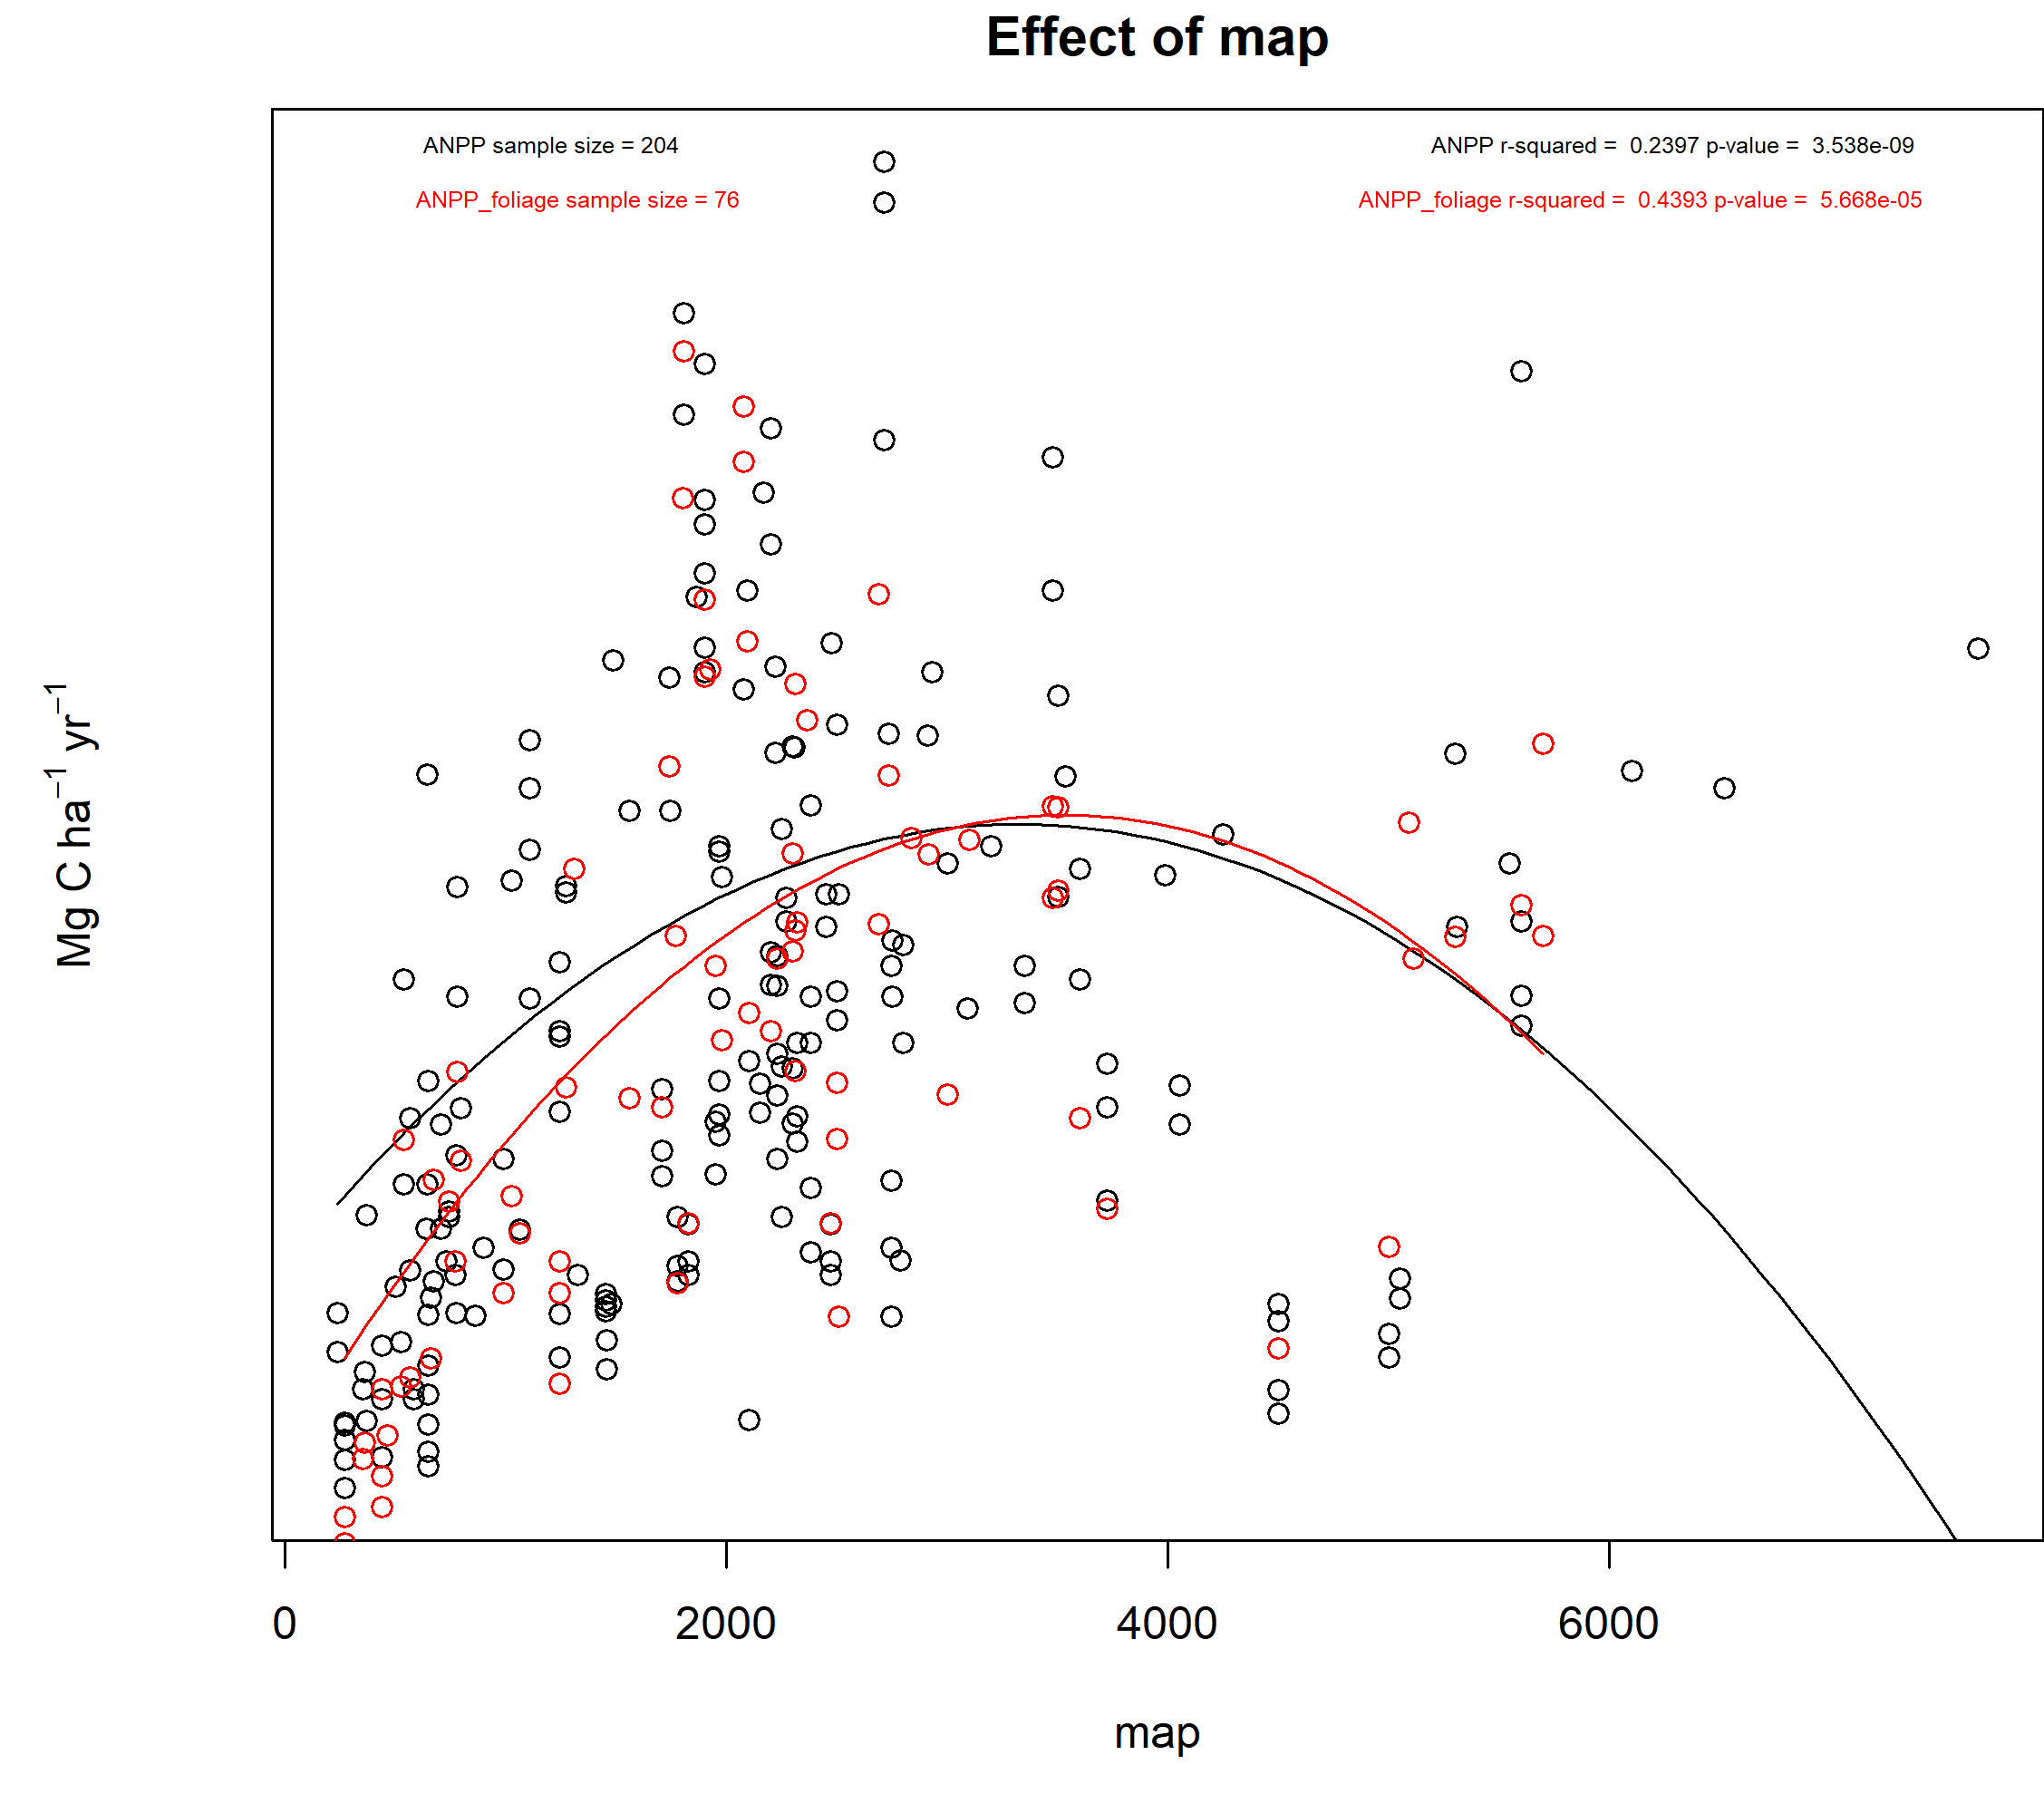 Effect of map
ANPP sample size = 204
ANPP r-squared = 0.2397 p-value = 3.538e-09
ANPP_foliage sample size = 76
ANPP_foliage r-squared = 0.4393 p-value = 5.668e-05
Mg C ha⁻¹ yr⁻¹
0 2000 4000 6000
map